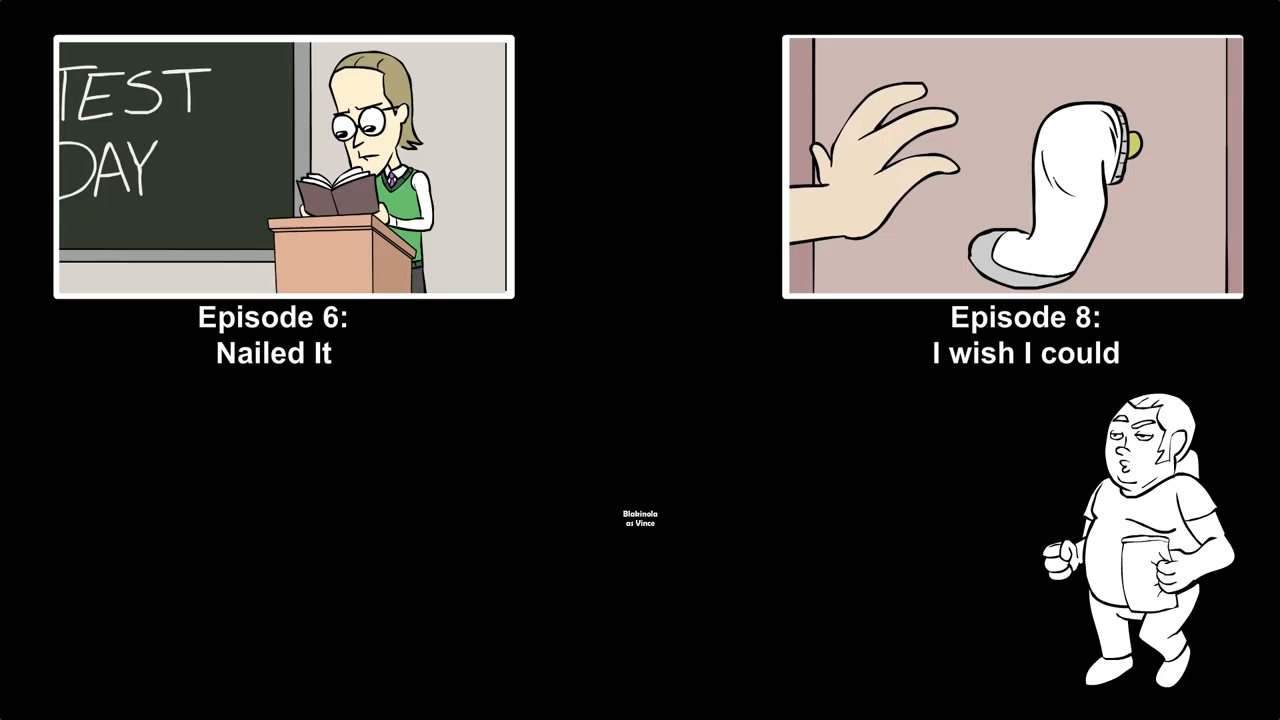 TEST
DAY
Episode 6:
Nailed It
Episode 8:
I wish I could
Blakinola
as Vince